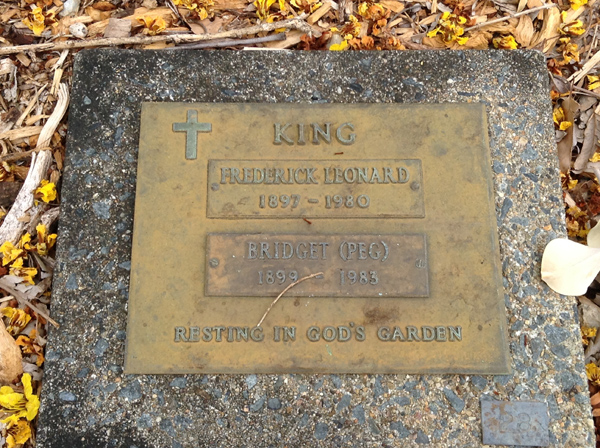 KING
FREDERICK LEONARD
1897 - 1980
BRIDGET (PEG)
1899 - 1983
RESTING IN GOD'S GARDEN